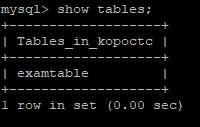 mysql> show tables;
+-------------------+
| Tables_in_kopoctc |
+-------------------+
| examtable         |
+-------------------+
1 row in set (0.00 sec)